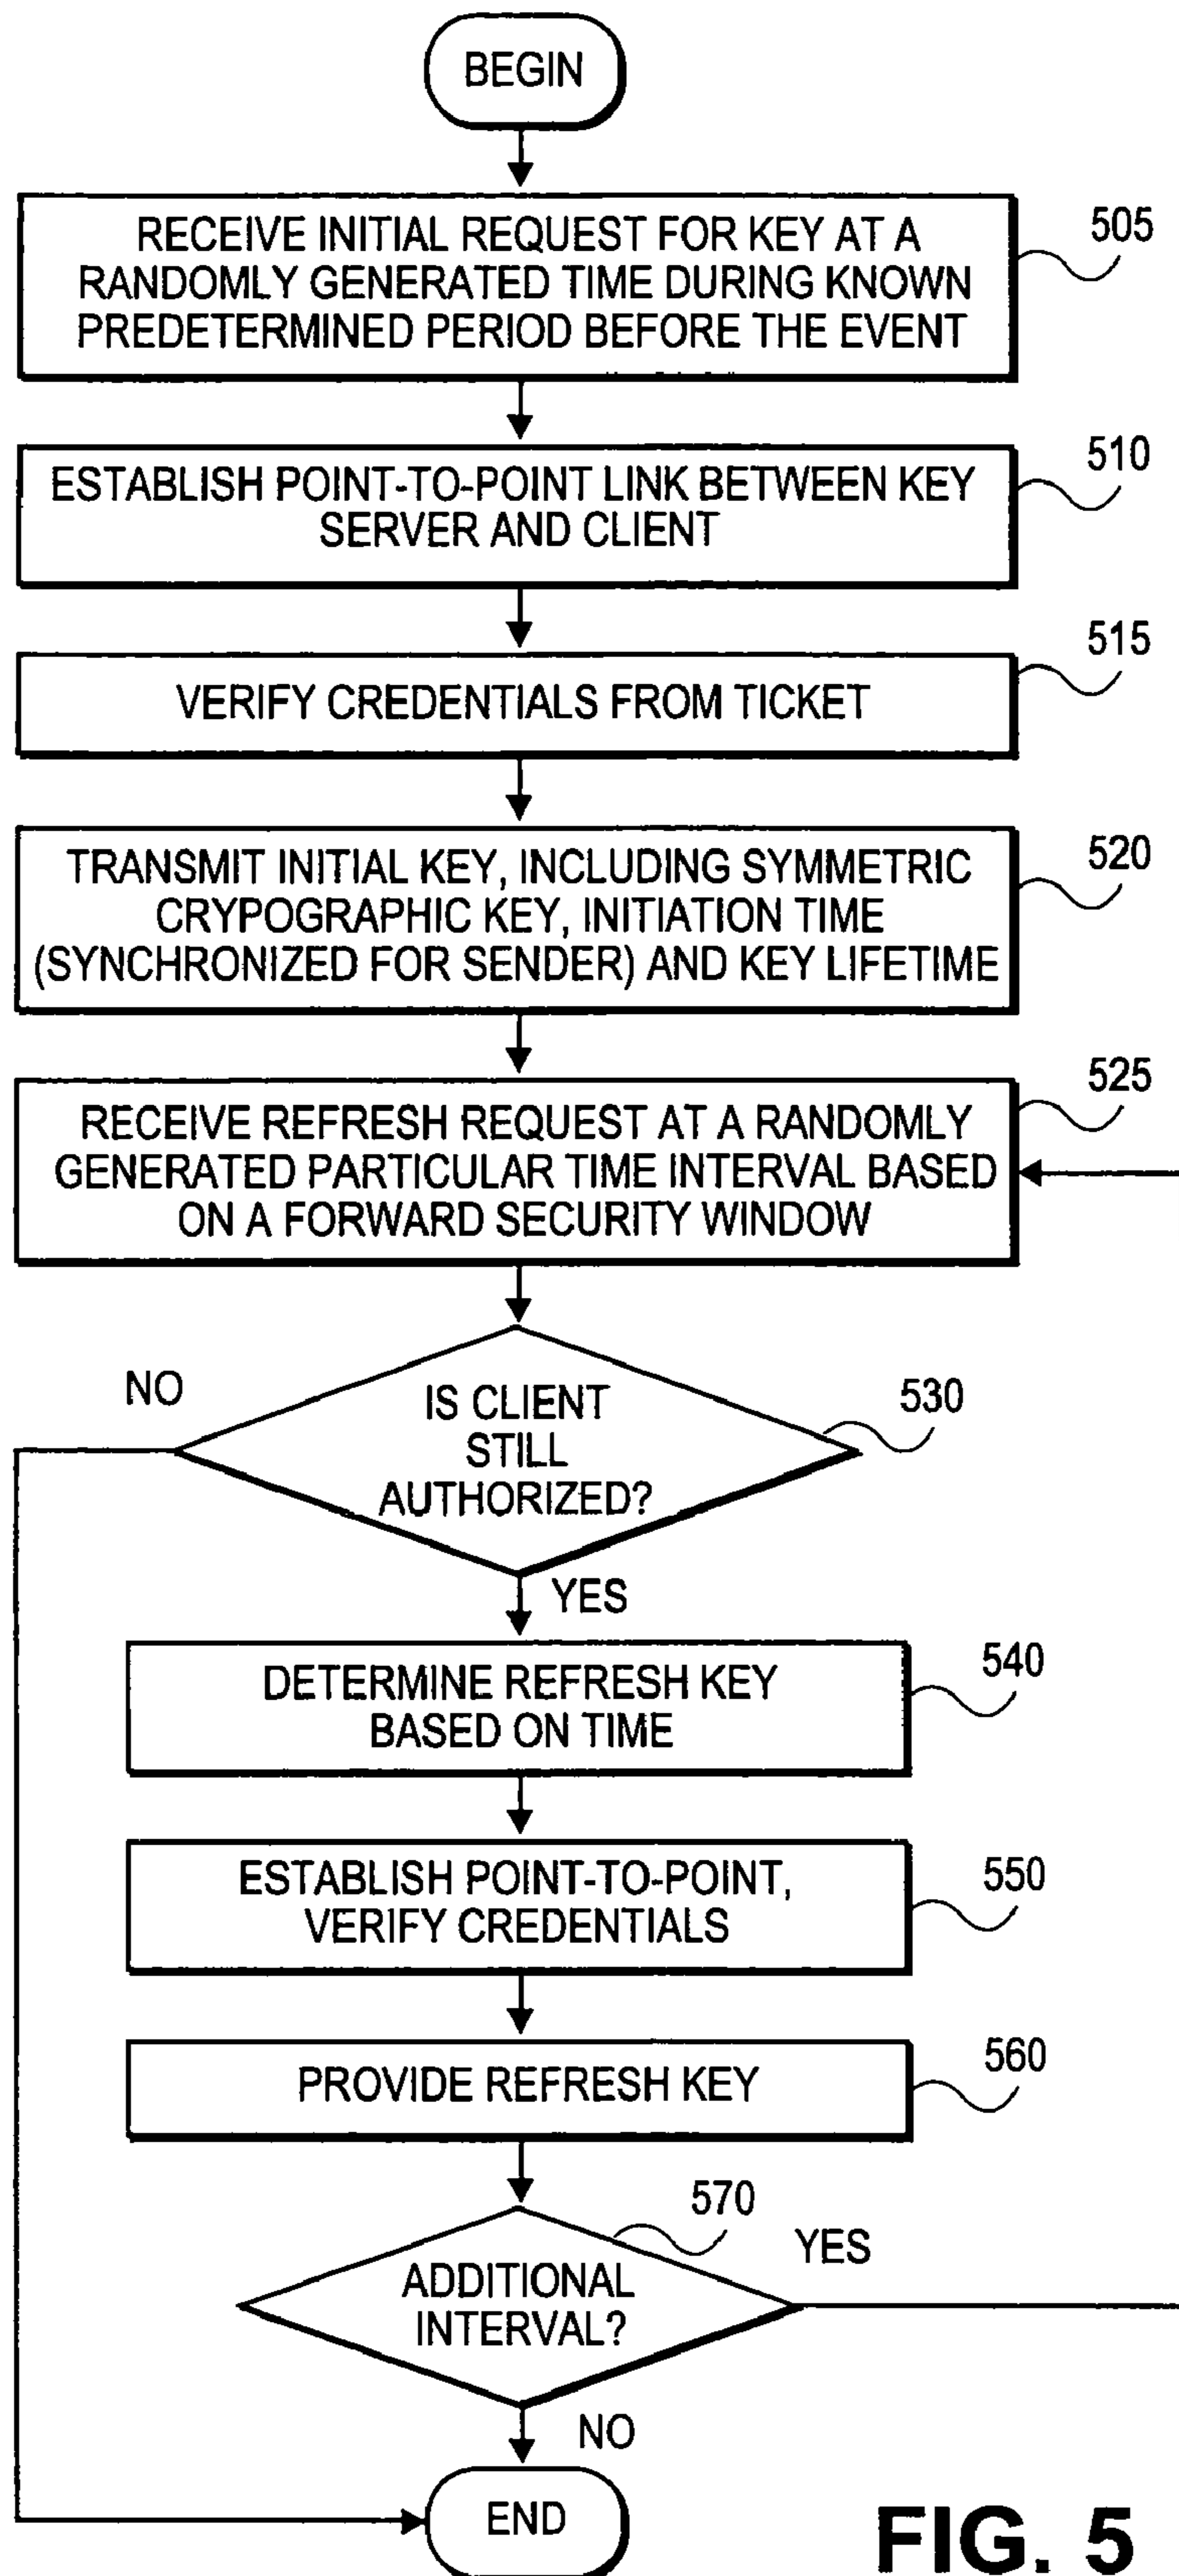 BEGIN
RECEIVE INITIAL REQUEST FOR KEY AT A
RANDOMLY GENERATED TIME DURING KNOWN
PREDETERMINED PERIOD BEFORE THE EVENT
505
ESTABLISH POINT-TO-POINT LINK BETWEEN KEY
SERVER AND CLIENT
510
VERIFY CREDENTIALS FROM TICKET
515
TRANSMIT INITIAL KEY, INCLUDING SYMMETRIC
CRYPOGRAPHIC KEY, INITIATION TIME
(SYNCHRONIZED FOR SENDER) AND KEY LIFETIME
520
RECEIVE REFRESH REQUEST AT A RANDOMLY
GENERATED PARTICULAR TIME INTERVAL BASED
ON A FORWARD SECURITY WINDOW
525
NO
IS CLIENT
STILL
AUTHORIZED?
530
YES
DETERMINE REFRESH KEY
BASED ON TIME
540
ESTABLISH POINT-TO-POINT,
VERIFY CREDENTIALS
550
PROVIDE REFRESH KEY
560
570
ADDITIONAL
INTERVAL?
YES
NO
END
FIG. 5